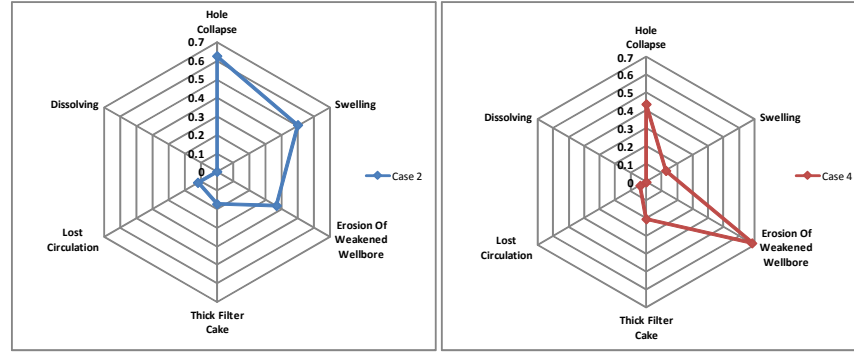 Hole
Collapse
0.7
0.6
0.5
0.4
0.3
0.2
0.1
0
Dissolving
Swelling
Case 2
Lost
Circulation
Erosion Of
Weakened
Wellbore
Thick Filter
Cake
Hole
Collapse
0.7
0.6
0.5
0.4
0.3
0.2
0.1
0
Dissolving
Swelling
Case 4
Lost
Circulation
Erosion Of
Weakened
Wellbore
Thick Filter
Cake